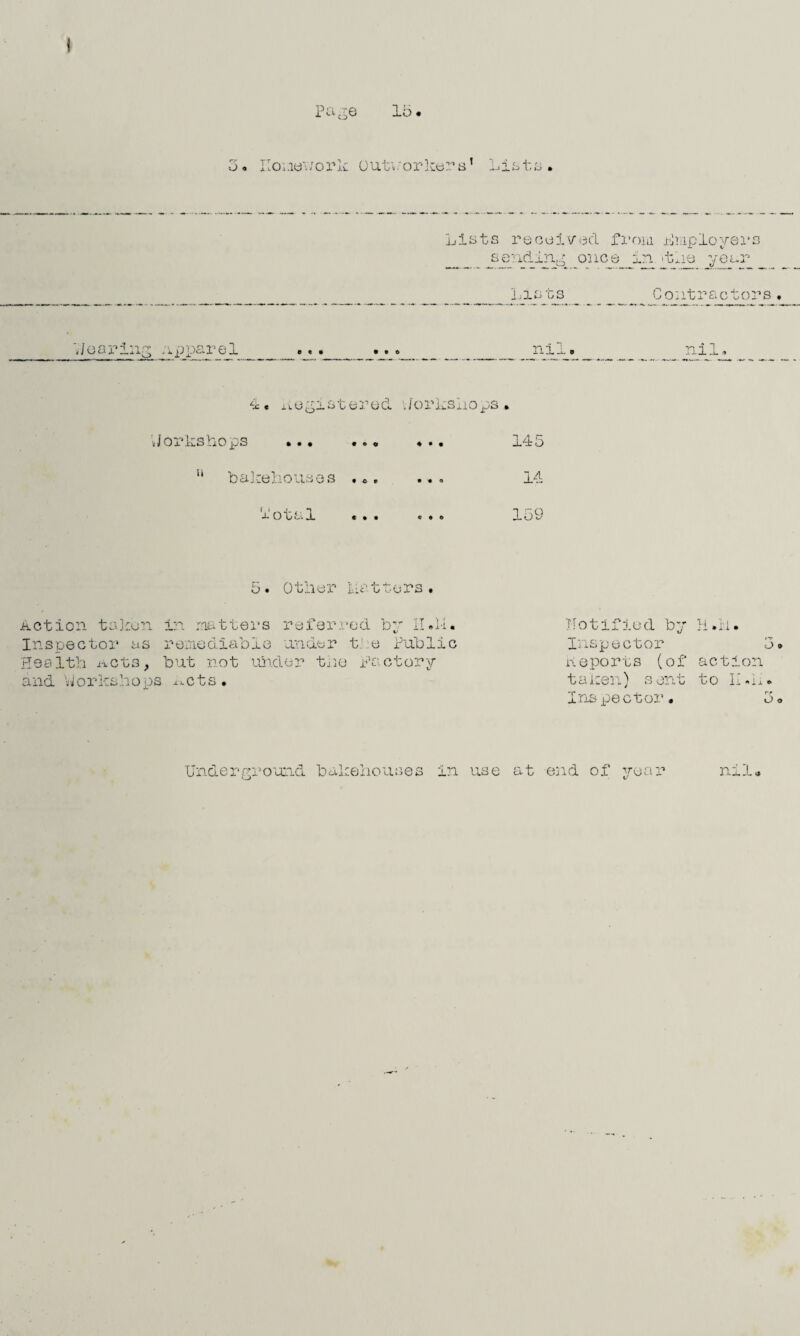 Page 15.
3. Homework Outworkers' Lists.
Lists received from Employers
sending once in the year
Lists Contractors.
Wearing Apparel ... ... nil. nil.
4. Registered Workshops.
Workshops ... ... ... 145
" bakehouses ... ... 14
Total ... ... 159
5. Other Matters.
Action taken in matters referred by H.M. Notified by H.M.
Inspector as remediable under the Public Inspector 3.
Health Acts, but not under the Factory Reports (of action
and Workshops Acts. taken) sent to H.M.
Inspector. 3.
Underground bakehouses in use at end of year nil.